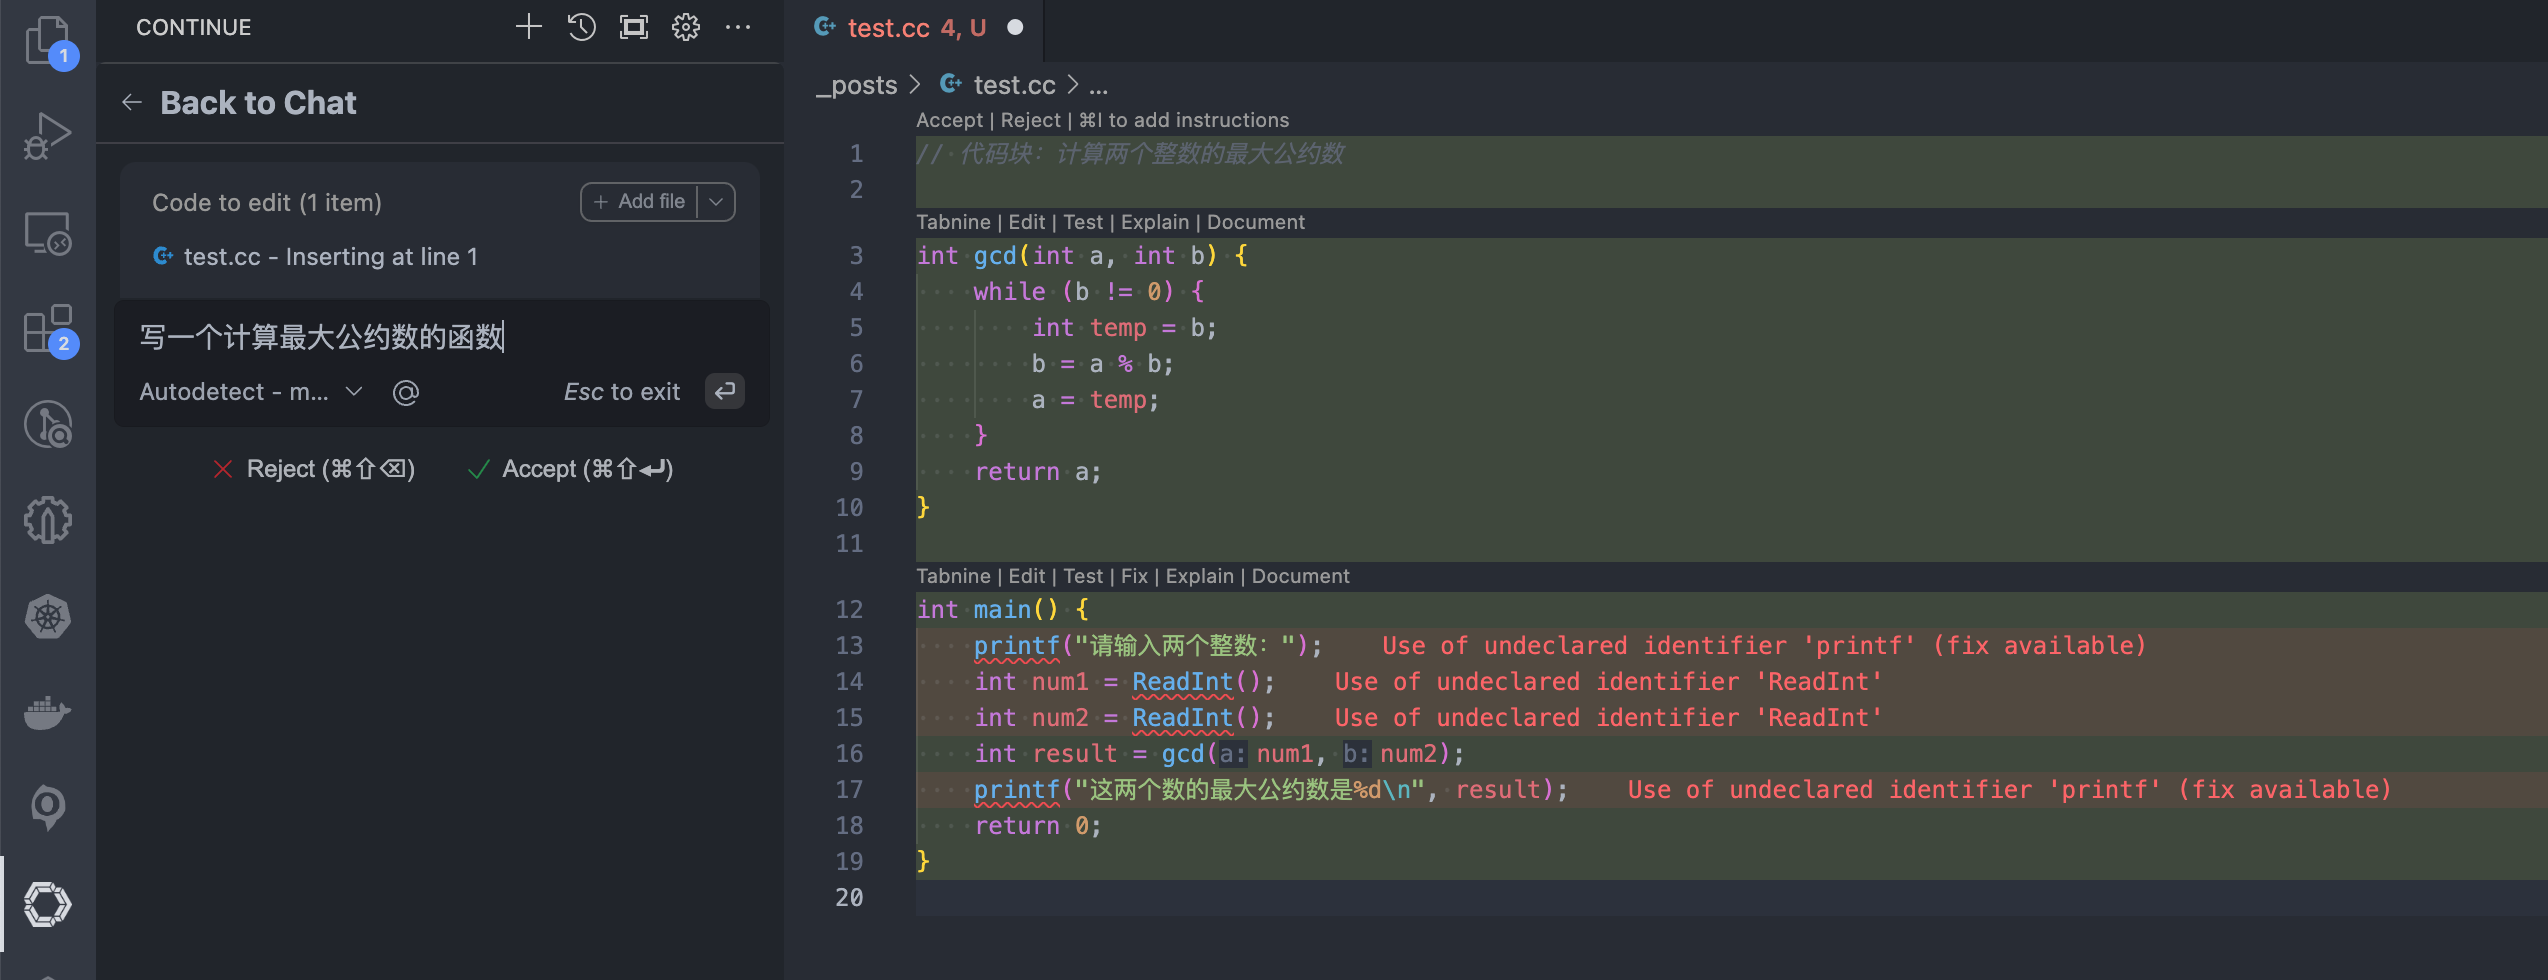 CONTINUE
Back to Chat
Code to edit (1 item)
+ Add file
test.cc - Inserting at line 1
写一个计算最大公约数的函数
Autodetect - m...
@
Esc to exit
Reject (⌘⇧⌫)
Accept (⌘⇧↵)
1
2
test.cc 4, U
_posts > test.cc > ...
Accept | Reject | ⌘I to add instructions
1 // 代码块：计算两个整数的最大公约数
2
Tabnine | Edit | Test | Explain | Document
3 int gcd(int a, int b) {
4     while (b != 0) {
5         int temp = b;
6         b = a % b;
7         a = temp;
8     }
9     return a;
10 }
11
Tabnine | Edit | Test | Fix | Explain | Document
12 int main() {
13     printf("请输入两个整数：");    Use of undeclared identifier 'printf' (fix available)
14     int num1 = ReadInt();    Use of undeclared identifier 'ReadInt'
15     int num2 = ReadInt();    Use of undeclared identifier 'ReadInt'
16     int result = gcd(a: num1, b: num2);
17     printf("这两个数的最大公约数是%d\n", result);    Use of undeclared identifier 'printf' (fix available)
18     return 0;
19 }
20